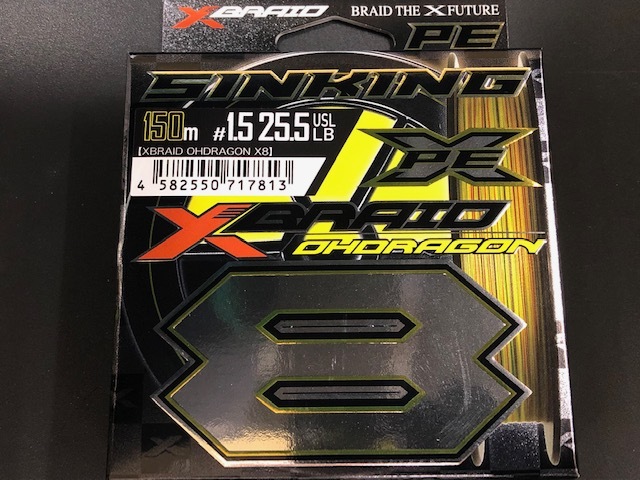 XBRAID BRAID THE X FUTURE
PE
SINKING
150m #1.5 25.5 USL LB
【XBRAID OHDRAGON X8】
4 582550 717813
X PE
XBRAID
OHDRAGON
8